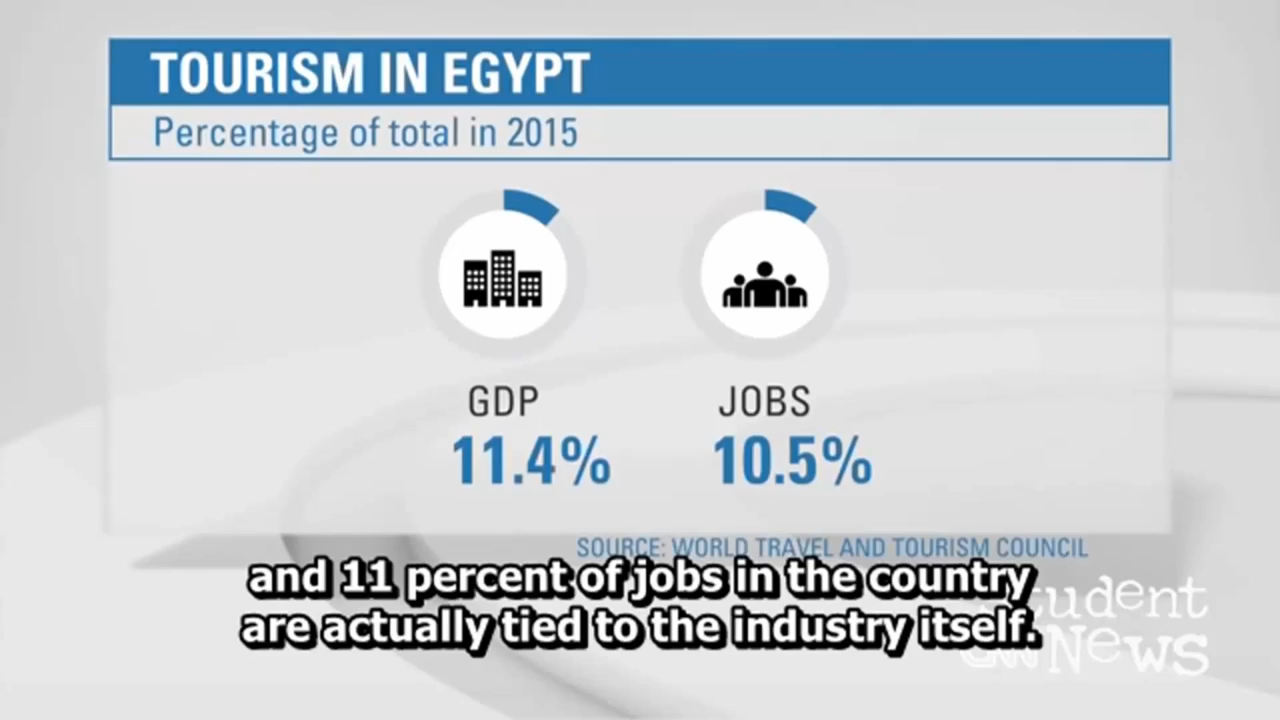 TOURISM IN EGYPT
Percentage of total in 2015
GDP
11.4%
JOBS
10.5%
SOURCE: WORLD TRAVEL AND TOURISM COUNCIL
and 11 percent of jobs in the country
are actually tied to the industry itself.
News